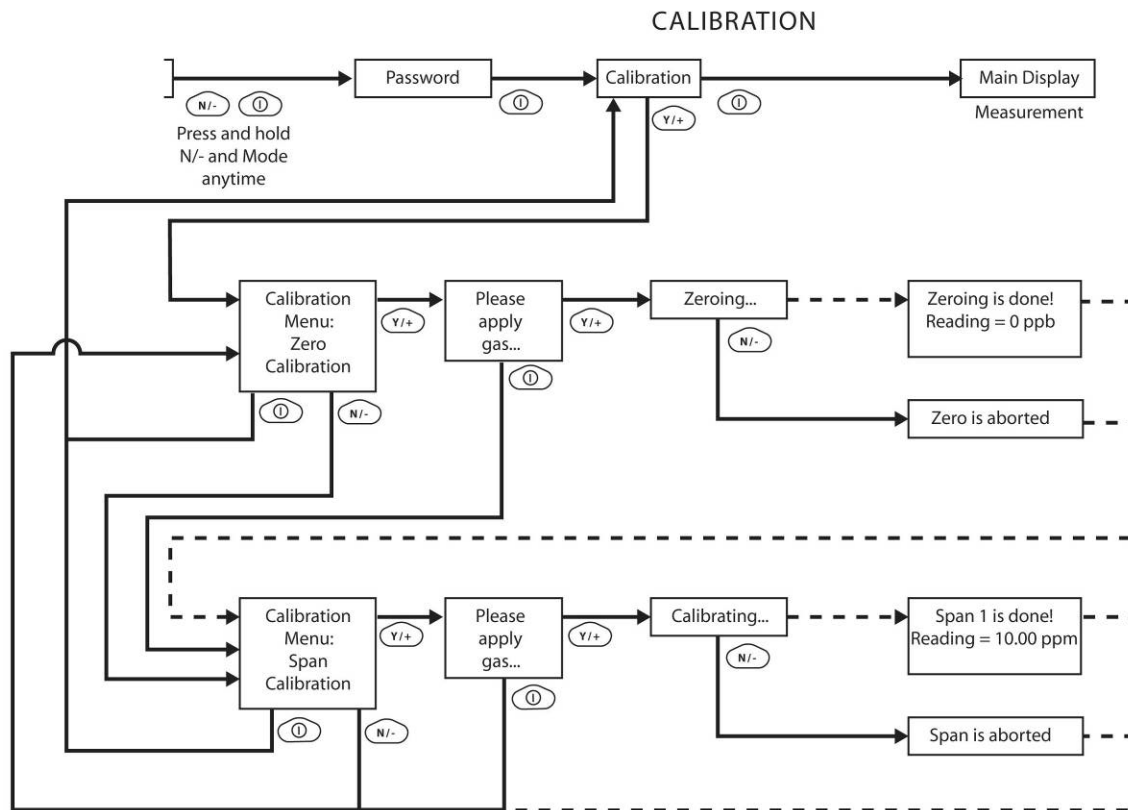 CALIBRATION
Password
Calibration
Main Display
N/-
Y/+
Measurement
Press and hold
N/- and Mode
anytime
Calibration
Menu:
Zero
Calibration
Y/+
Please
apply
gas...
Y/+
Zeroing...
Zeroing is done!
Reading = 0 ppb
N/-
N/-
Zero is aborted
Calibration
Menu:
Span
Calibration
Y/+
Please
apply
gas...
Y/+
Calibrating...
Span 1 is done!
Reading = 10.00 ppm
N/-
N/-
Span is aborted